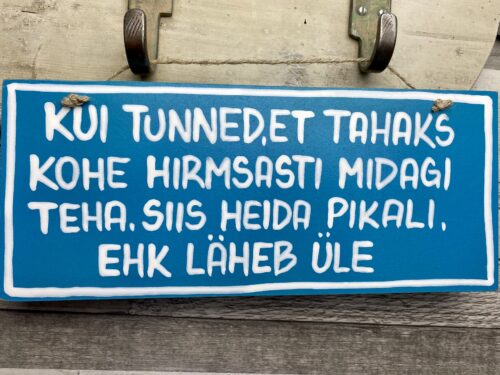 KUI TUNNED,ET TAHAKS
KOHE HIRMSASTI MIDAGI
TEHA. SIIS HEIDA PIKALI.
EHK LÄHEB ÜLE